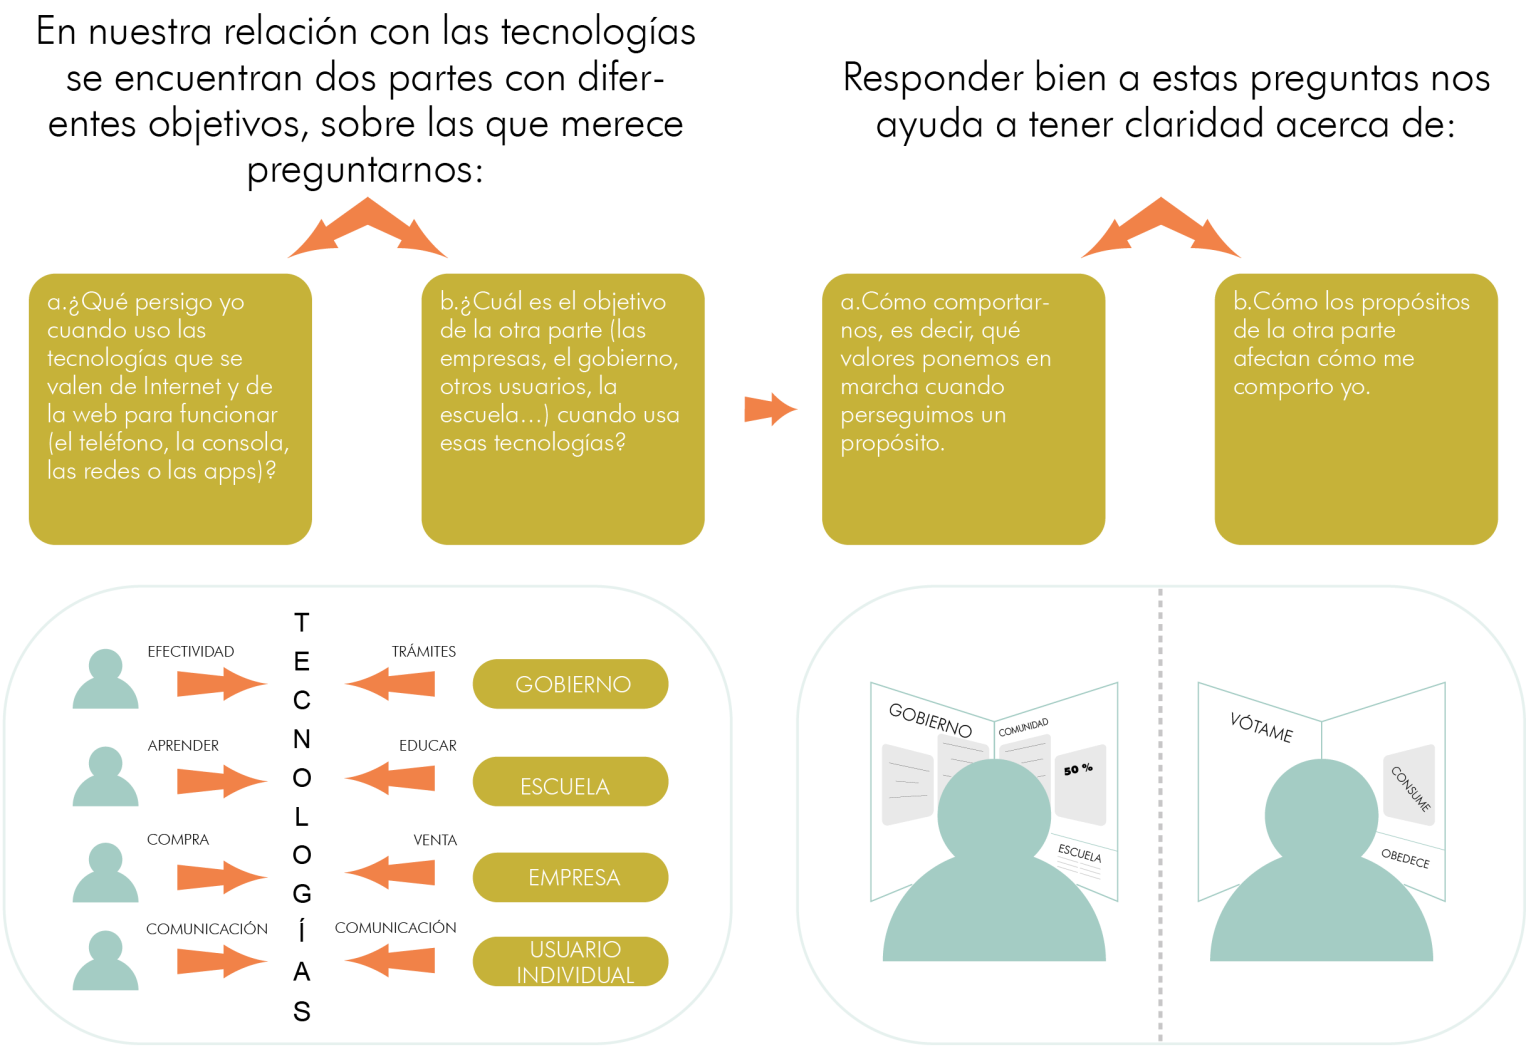 En nuestra relación con las tecnologías
se encuentran dos partes con difer-
entes objetivos, sobre las que merece
preguntarnos:
a.¿Qué persigo yo
cuando uso las
tecnologías que se
valen de Internet y de
la web para funcionar
(el teléfono, la consola,
las redes o las apps)?
b.¿Cuál es el objetivo
de la otra parte (las
empresas, el gobierno,
otros usuarios, la
escuela...) cuando usa
esas tecnologías?
Responder bien a estas preguntas nos
ayuda a tener claridad acerca de:
a.Cómo comportar-
nos, es decir, qué
valores ponemos en
marcha cuando
perseguimos un
propósito.
b.Cómo los propósitos
de la otra parte
afectan cómo me
comporto yo.
TECNOLOGÍAS
EFECTIVIDAD
TRÁMITES
GOBIERNO
APRENDER
EDUCAR
ESCUELA
COMPRA
VENTA
EMPRESA
COMUNICACIÓN
COMUNICACIÓN
USUARIO
INDIVIDUAL
GOBIERNO
COMUNIDAD
50 %
ESCUELA
VÓTAME
CONSUME
OBEDECE